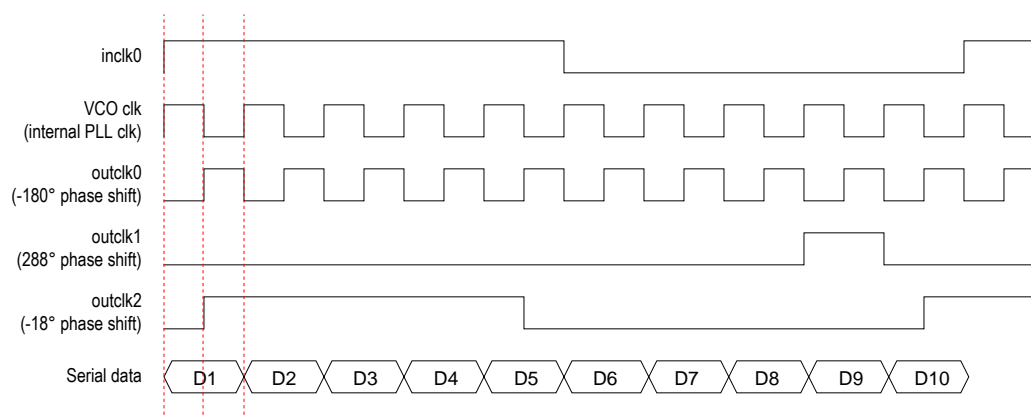 inclk0
VCO clk
(internal PLL clk)
outclk0
(-180° phase shift)
outclk1
(288° phase shift)
outclk2
(-18° phase shift)
Serial data D1 D2 D3 D4 D5 D6 D7 D8 D9 D10